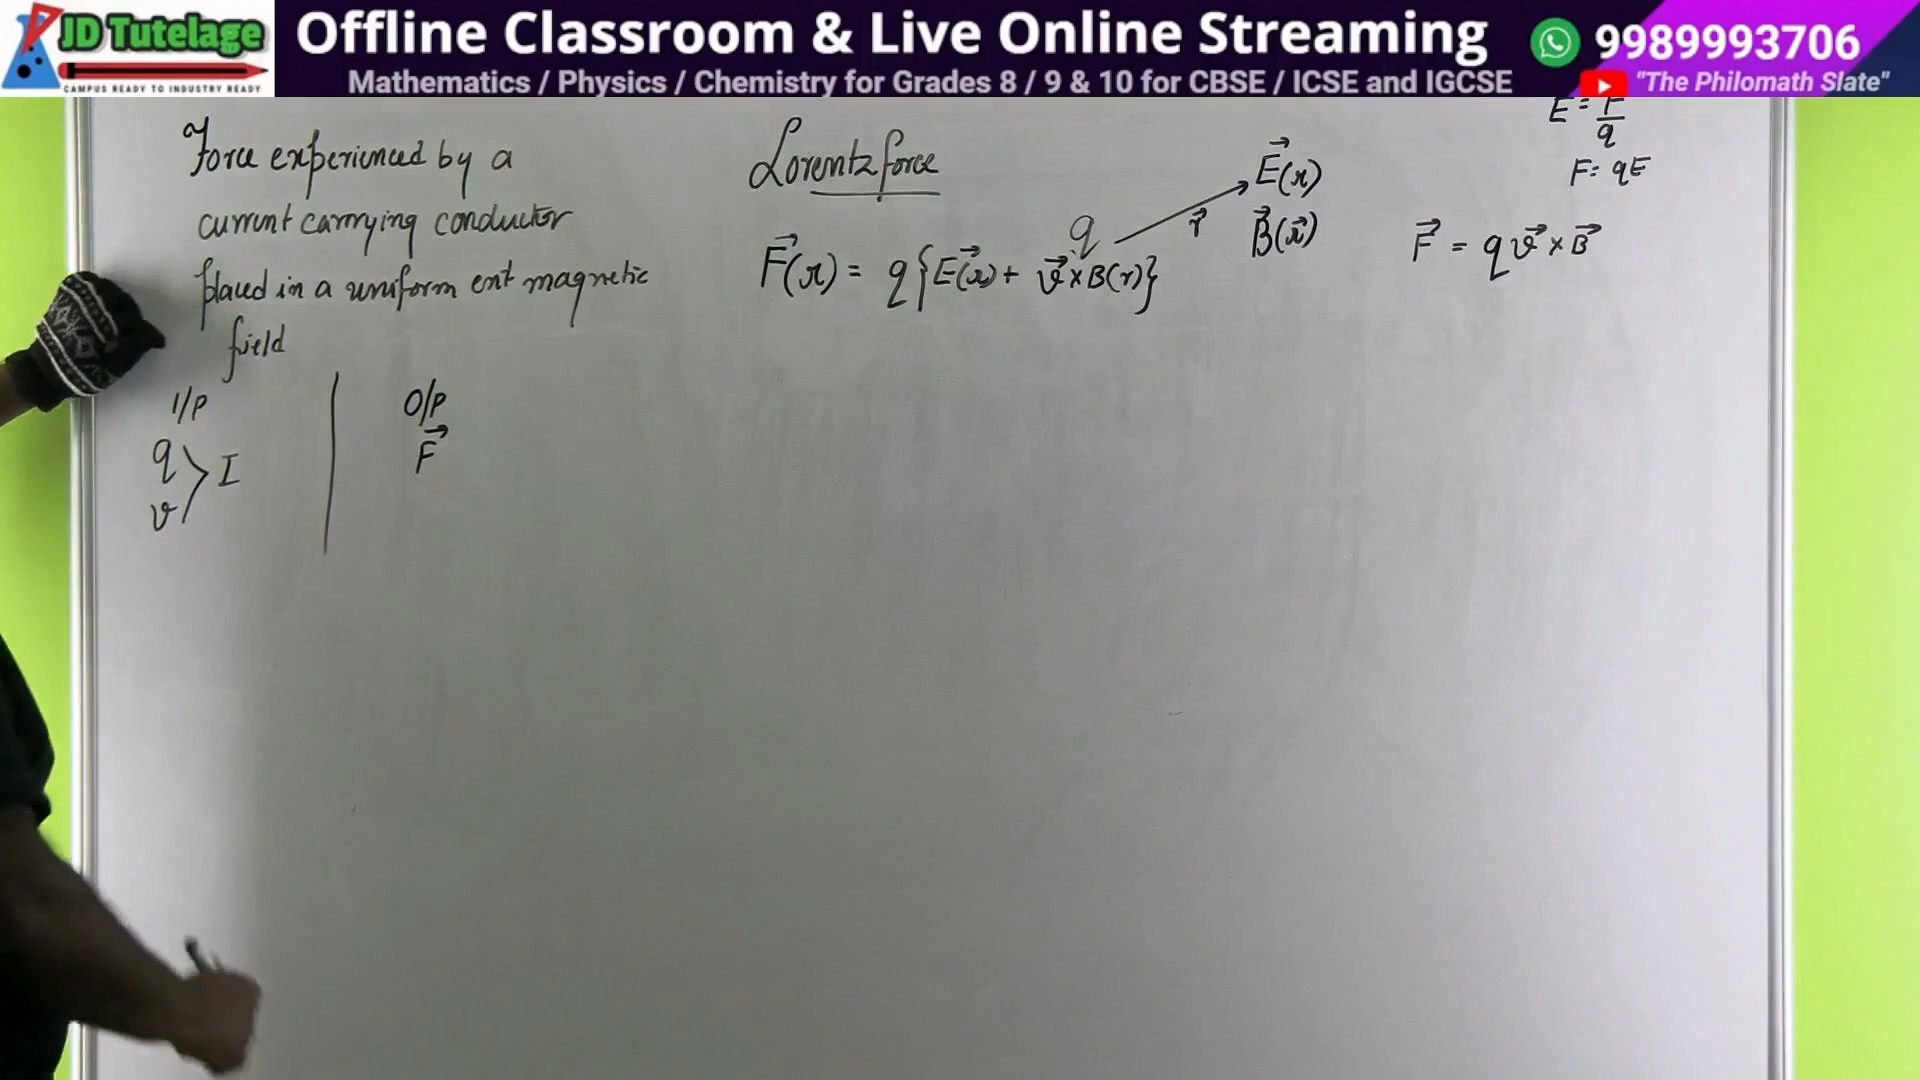 JD Tutelage
CAMPUS READY TO INDUSTRY READY
Offline Classroom & Live Online Streaming
Mathematics / Physics / Chemistry for Grades 8 / 9 & 10 for CBSE / ICSE and IGCSE
9989993706
"The Philomath Slate"
Force experienced by a
current carrying conductor
placed in a uniform ext magnetic
field
I/P
O/P
q
v
I
F⃗
Lorentz force
F⃗(r) = q{E⃗(r) + v⃗ × B(r)}
q
r⃗
E⃗(r)
B⃗(r⃗)
E = F/q
F = qE
F⃗ = q v⃗ × B⃗